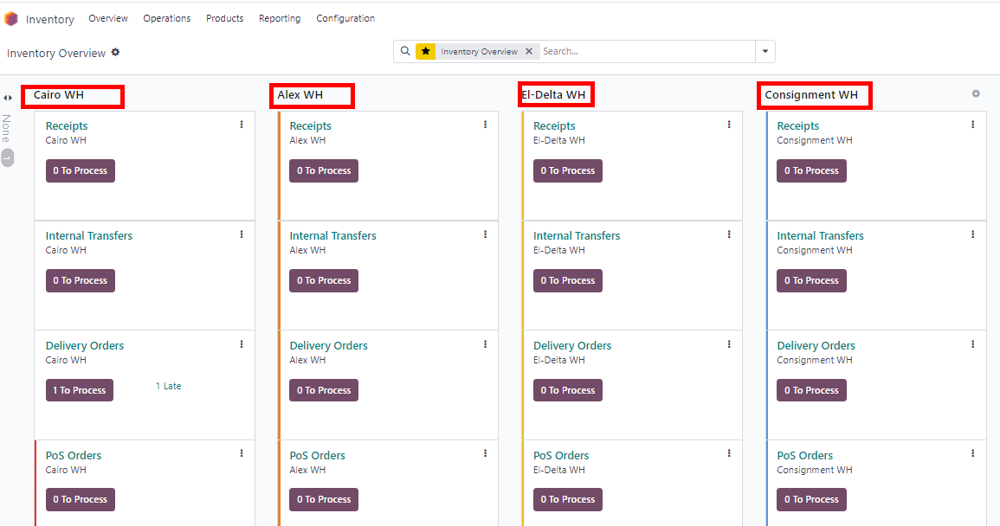 Inventory Overview Operations Products Reporting Configuration
Inventory Overview
Inventory Overview Search...
None
1
Cairo WH
Receipts
Cairo WH
0 To Process
Internal Transfers
Cairo WH
0 To Process
Delivery Orders
Cairo WH
1 To Process 1 Late
PoS Orders
Cairo WH
0 To Process
Alex WH
Receipts
Alex WH
0 To Process
Internal Transfers
Alex WH
0 To Process
Delivery Orders
Alex WH
0 To Process
PoS Orders
Alex WH
0 To Process
El-Delta WH
Receipts
El-Delta WH
0 To Process
Internal Transfers
El-Delta WH
0 To Process
Delivery Orders
El-Delta WH
0 To Process
PoS Orders
El-Delta WH
0 To Process
Consignment WH
Receipts
Consignment WH
0 To Process
Internal Transfers
Consignment WH
0 To Process
Delivery Orders
Consignment WH
0 To Process
PoS Orders
Consignment WH
0 To Process